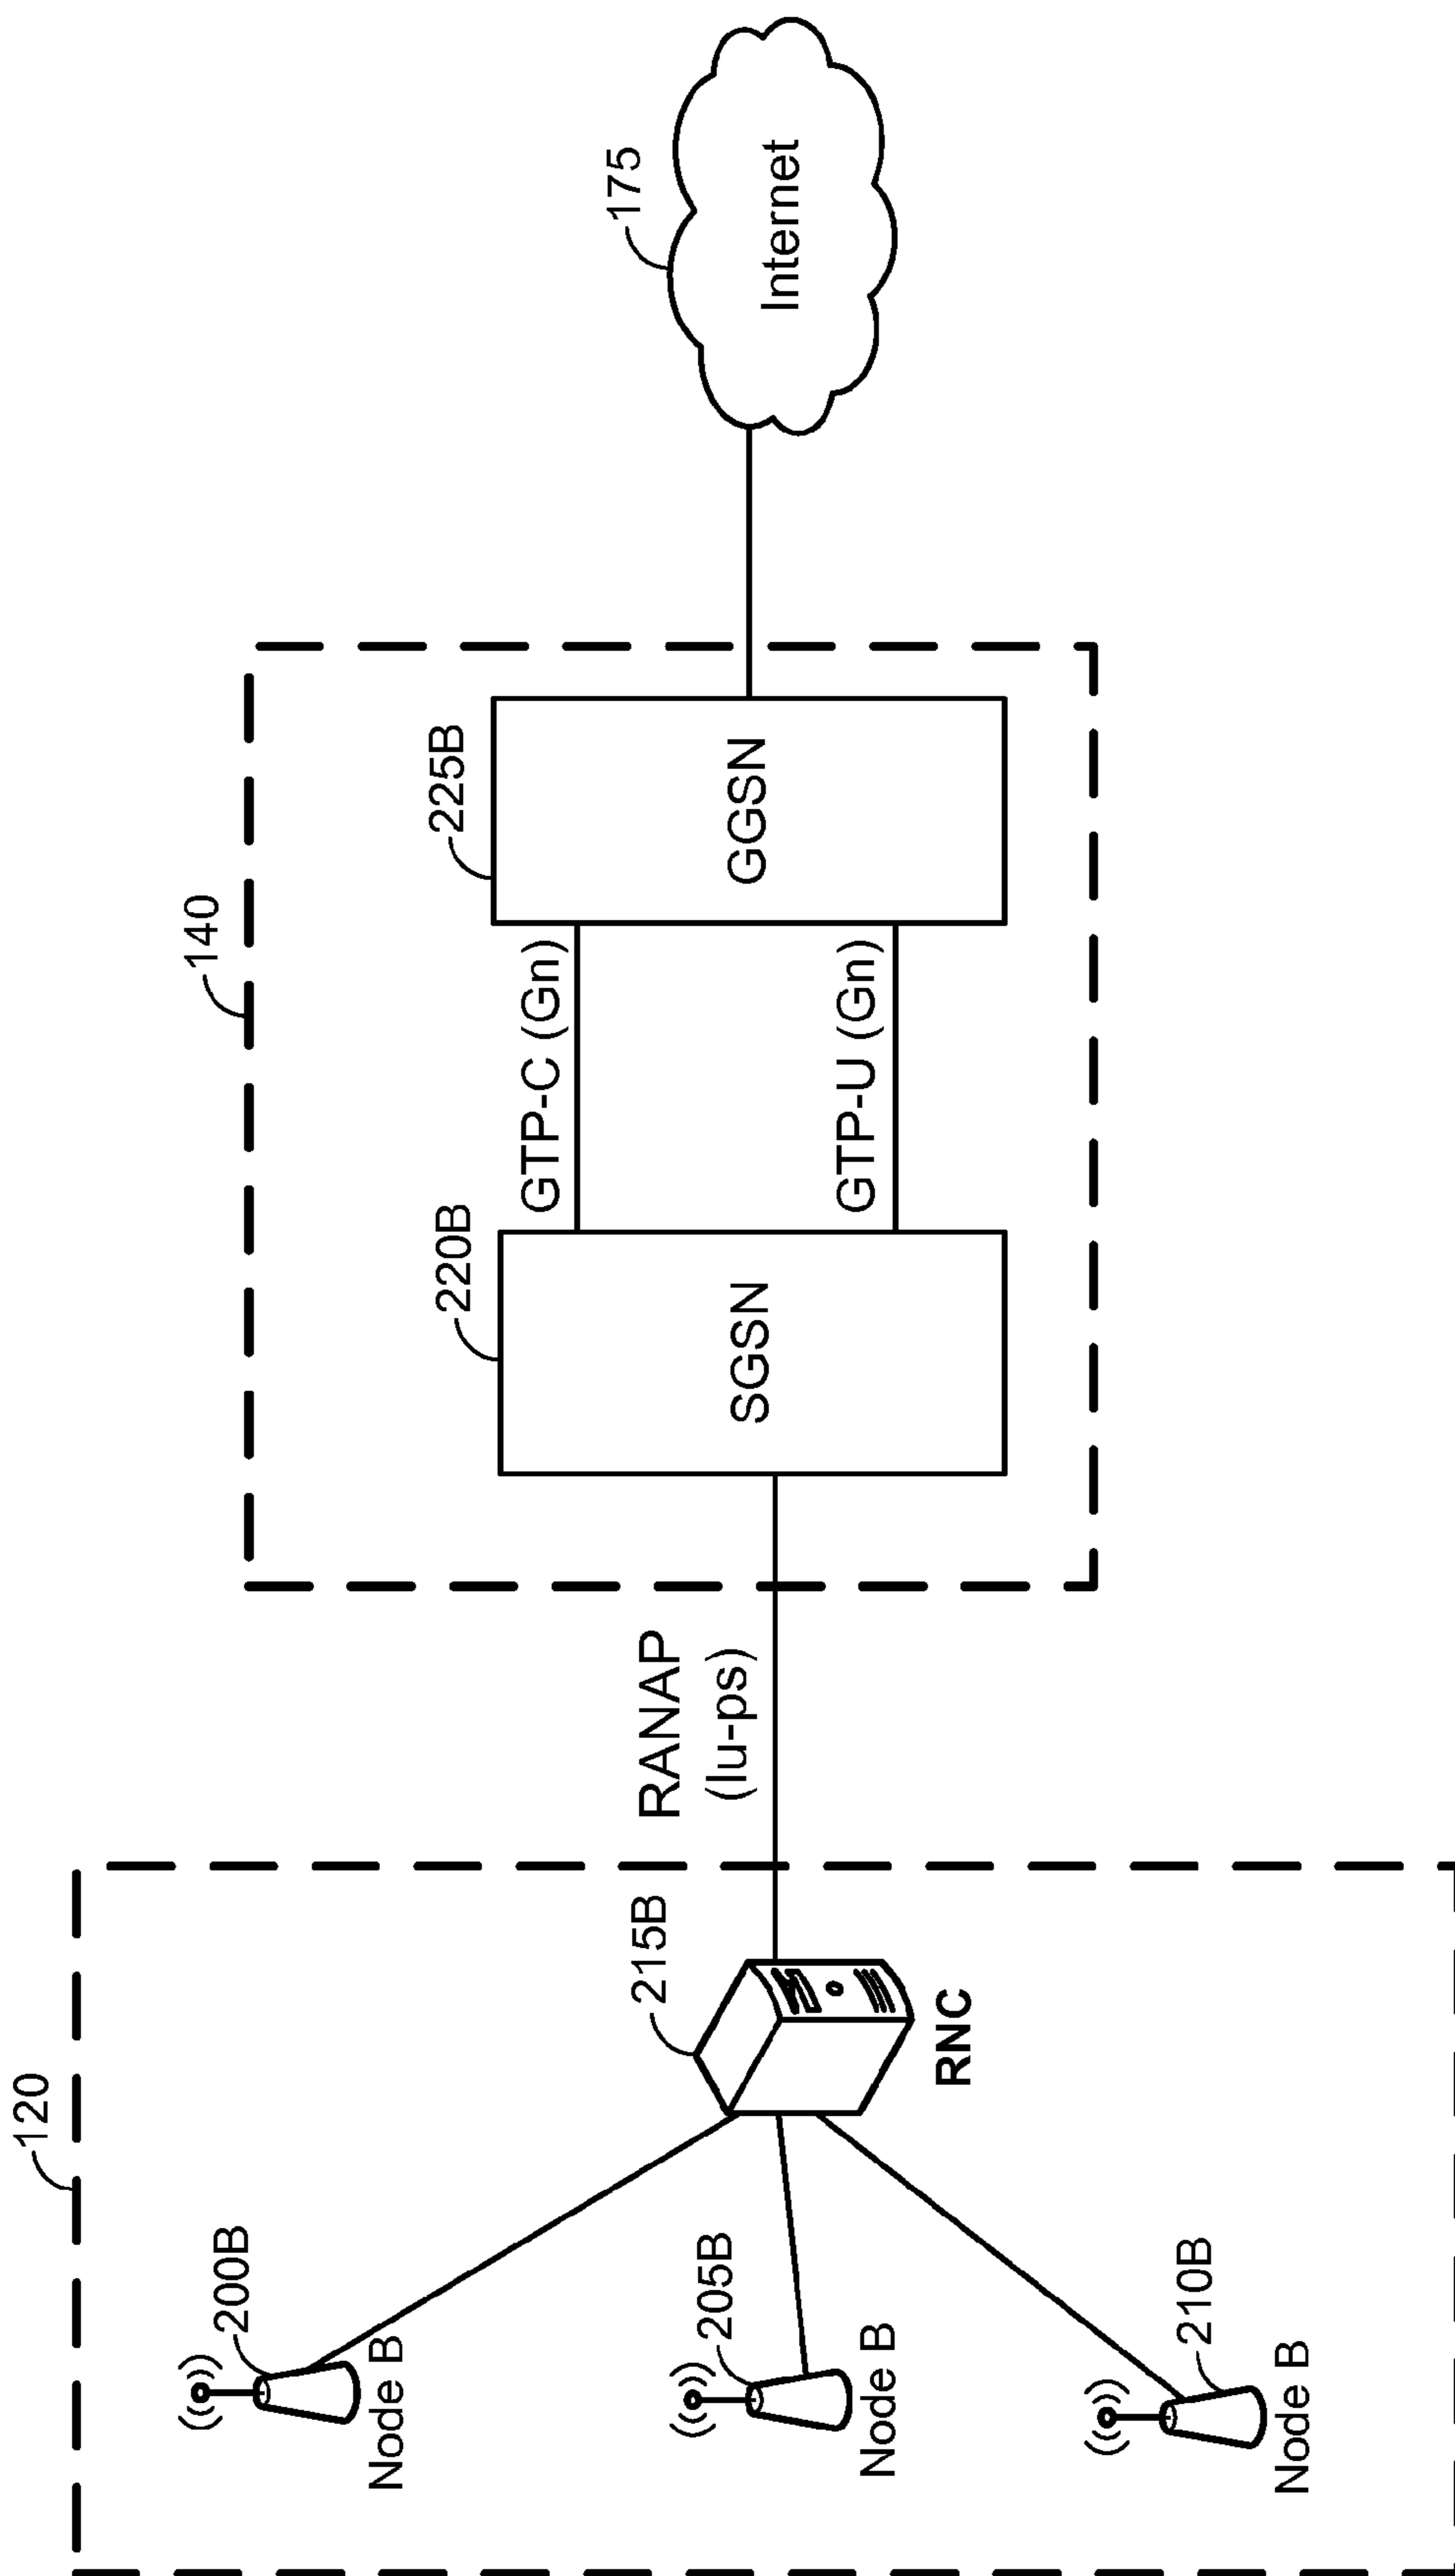 120
200B
Node B
205B
Node B
210B
Node B
215B
RNC
RANAP
(Iu-ps)
140
220B
SGSN
GTP-C (Gn)
GTP-U (Gn)
225B
GGSN
175
Internet